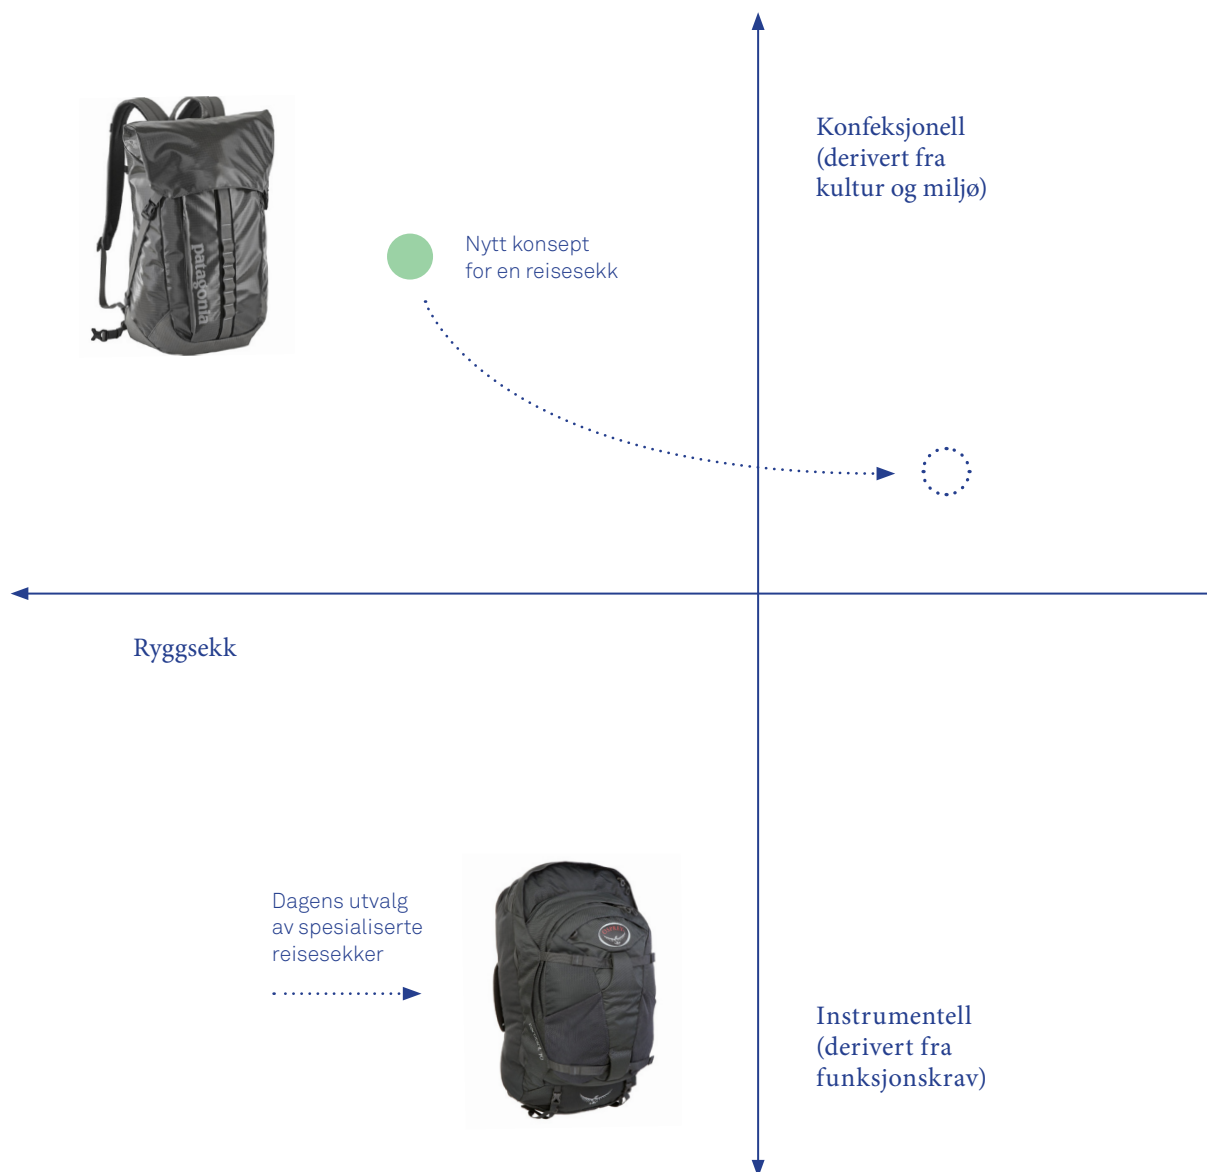 Konfeksjonell
(derivert fra
kultur og miljø)
patagonia
Nytt konsept
for en reisesekk
Ryggsekk
Dagens utvalg
av spesialiserte
reisesekker
Instrumentell
(derivert fra
funksjonskrav)